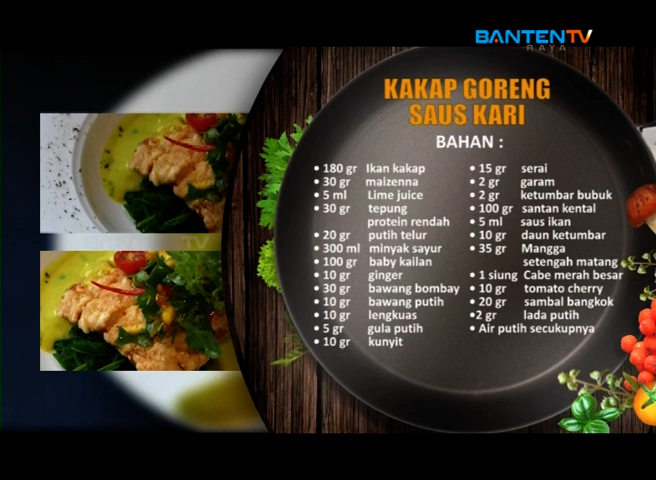 BANTENTV
RAYA
KAKAP GORENG
SAUS KARI
BAHAN :
• 180 gr Ikan kakap
• 30 gr maizenna
• 5 ml Lime juice
• 30 gr tepung
protein rendah
• 20 gr putih telur
• 300 ml minyak sayur
• 100 gr baby kailan
• 10 gr ginger
• 30 gr bawang bombay
• 10 gr bawang putih
• 10 gr lengkuas
• 5 gr gula putih
• 10 gr kunyit
• 15 gr serai
• 2 gr garam
• 2 gr ketumbar bubuk
• 100 gr santan kental
• 5 ml saus ikan
• 10 gr daun ketumbar
• 35 gr Mangga
setengah matang
• 1 siung Cabe merah besar
• 10 gr tomato cherry
• 20 gr sambal bangkok
•2 gr lada putih
• Air putih secukupnya